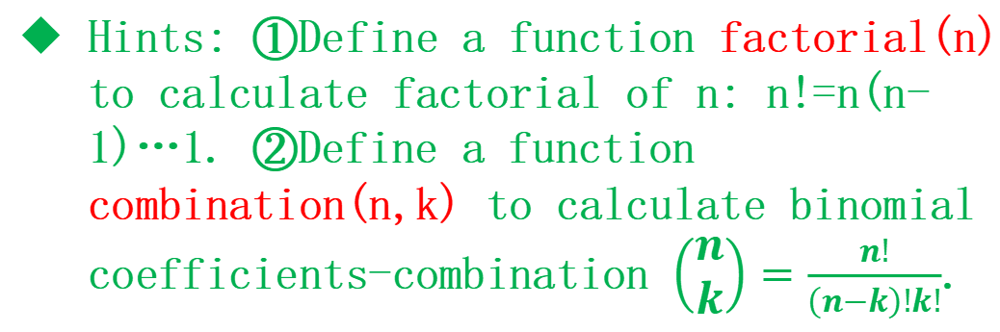 ◆ Hints: ①Define a function factorial(n)
to calculate factorial of n: n!=n(n-
1)⋯1. ②Define a function
combination(n,k) to calculate binomial
coefficients-combination $\binom{n}{k} = \frac{n!}{(n-k)!k!}$.